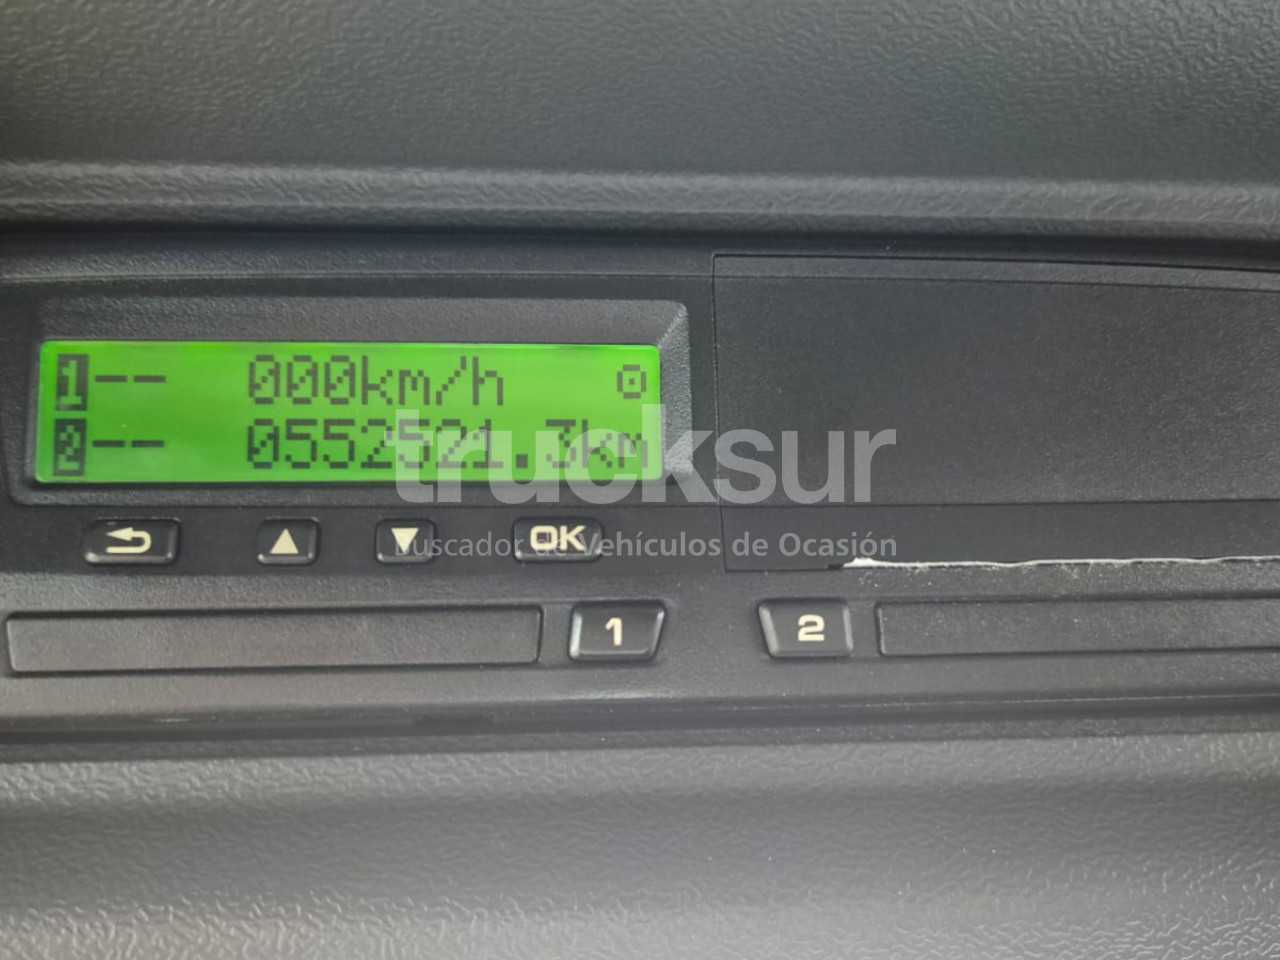 1-- 000km/h
2-- 0552521.3km
trucksur
Buscador de Vehículos de Ocasión
OK
1 2